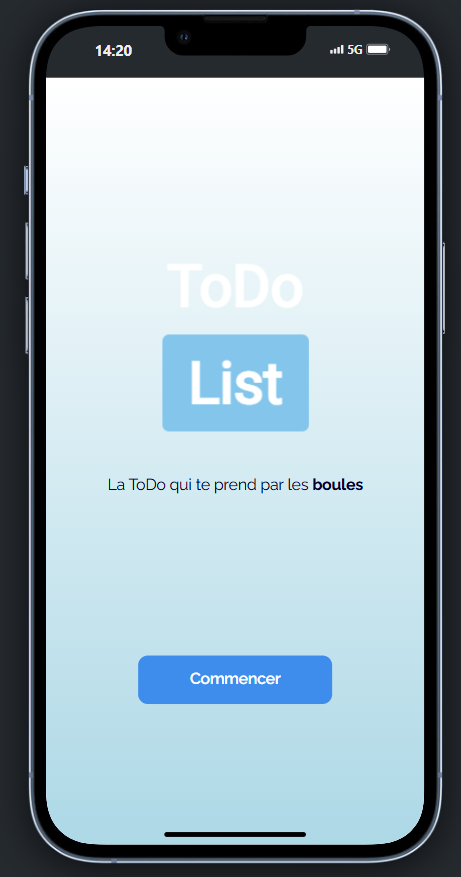 14:20 5G
ToDo
List
La ToDo qui te prend par les boules
Commencer